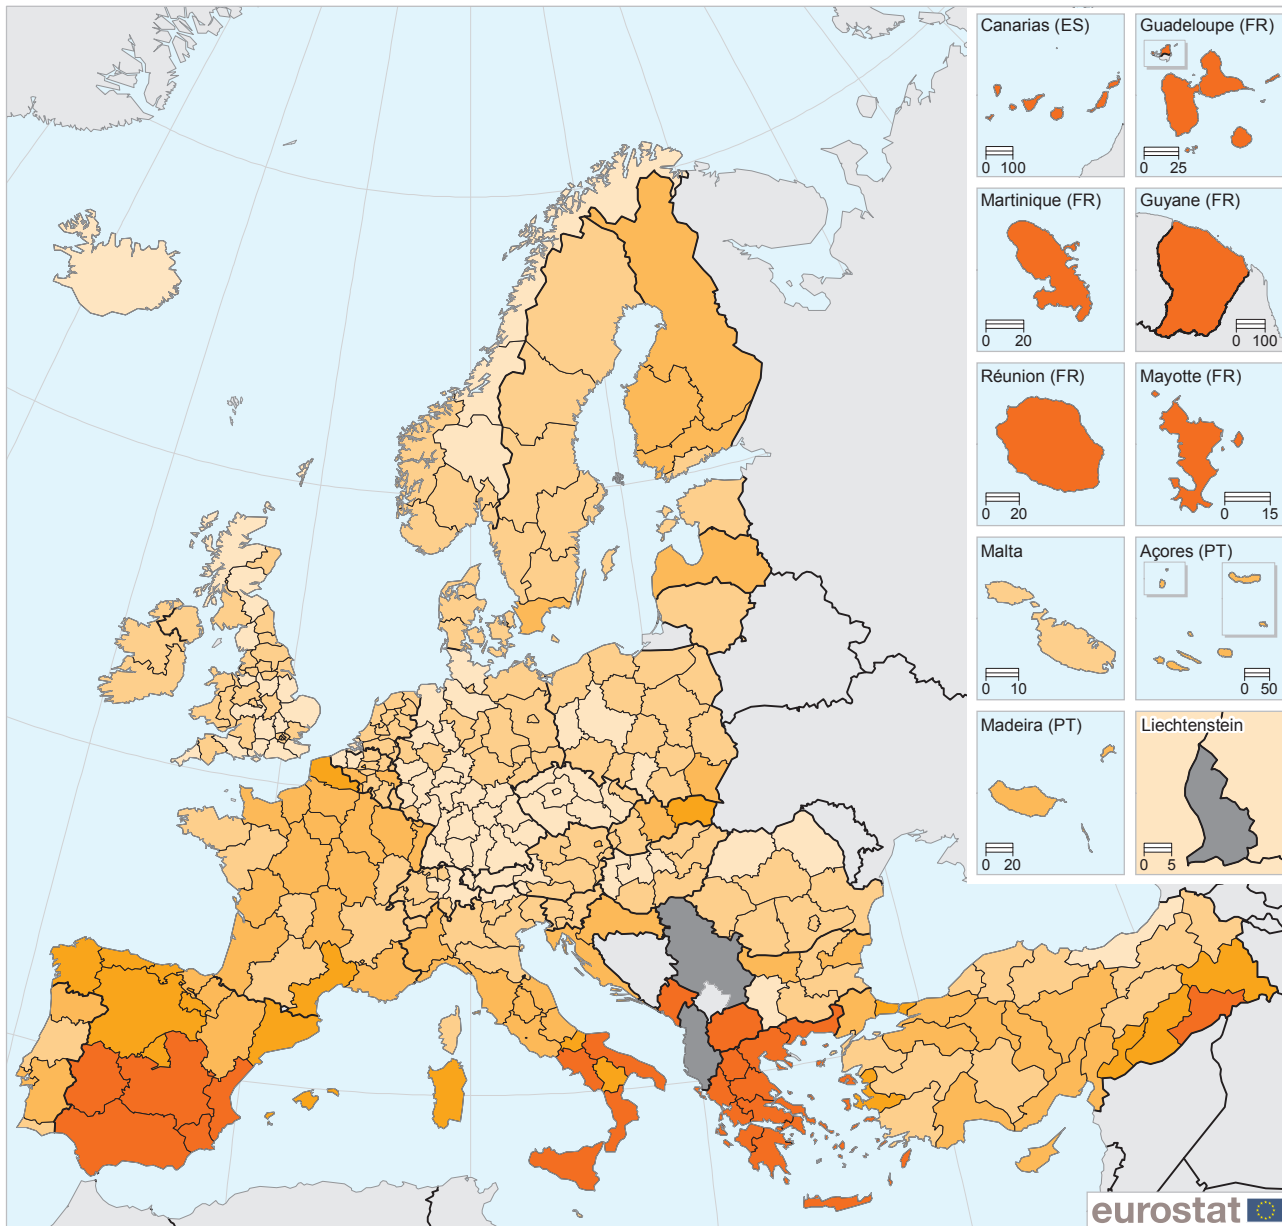 Canarias (ES)
0 100
Guadeloupe (FR)
0 25
Martinique (FR)
0 20
Guyane (FR)
0 100
Réunion (FR)
0 20
Mayotte (FR)
0 15
Malta
0 10
Açores (PT)
0 50
Madeira (PT)
0 20
Liechtenstein
0 5
eurostat